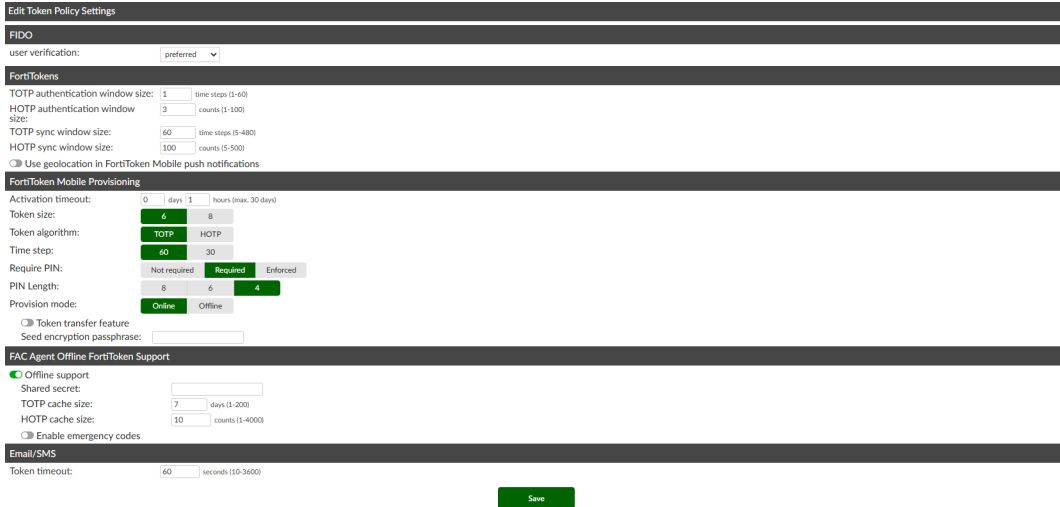 Edit Token Policy Settings
FIDO
user verification: preferred
FortiTokens
TOTP authentication window size: 1 time steps (1-60)
HOTP authentication window size: 3 counts (1-100)
TOTP sync window size: 60 time steps (5-480)
HOTP sync window size: 100 counts (5-500)
Use geolocation in FortiToken Mobile push notifications
FortiToken Mobile Provisioning
Activation timeout: 0 days 1 hours (max. 30 days)
Token size: 6 8
Token algorithm: TOTP HOTP
Time step: 60 30
Require PIN: Not required Required Enforced
PIN Length: 8 6 4
Provision mode: Online Offline
Token transfer feature
Seed encryption passphrase:
FAC Agent Offline FortiToken Support
Offline support
Shared secret:
TOTP cache size: 7 days (1-200)
HOTP cache size: 10 counts (1-4000)
Enable emergency codes
Email/SMS
Token timeout: 60 seconds (10-3600)
Save